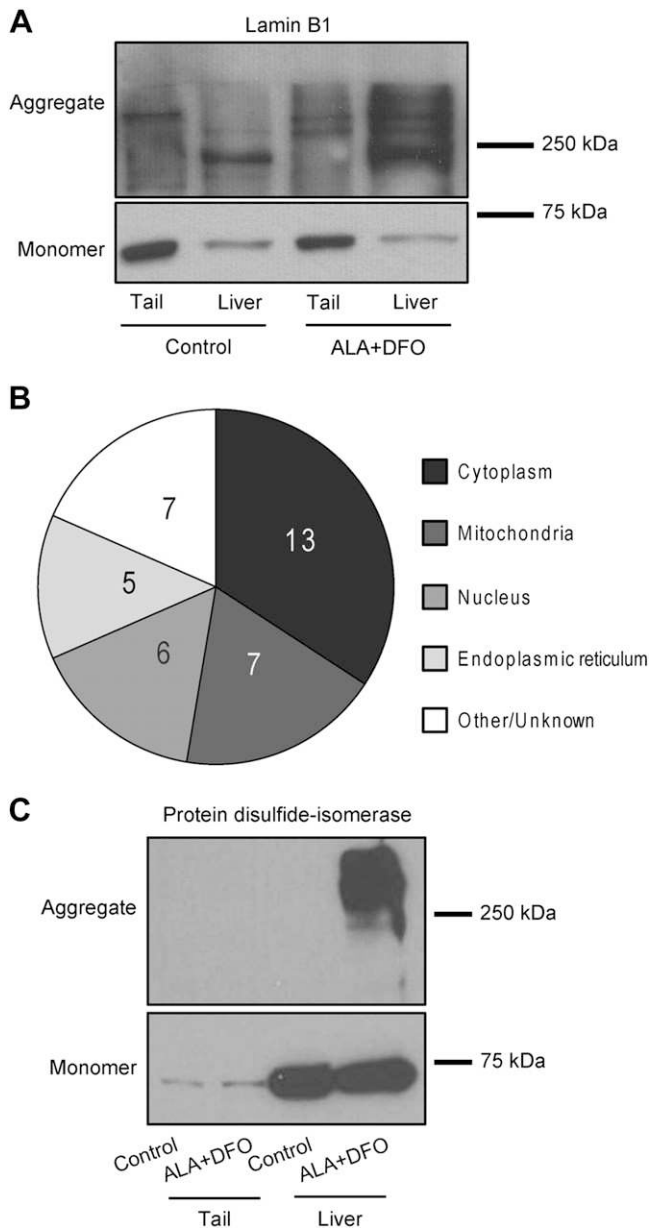 A
Lamin B1
Aggregate
250 kDa
75 kDa
Monomer
Tail Liver Tail Liver
Control ALA+DFO
B
7
13
5
6
7
Cytoplasm
Mitochondria
Nucleus
Endoplasmic reticulum
Other/Unknown
C
Protein disulfide-isomerase
Aggregate
250 kDa
Monomer
75 kDa
Control ALA+DFO Control ALA+DFO
Tail Liver